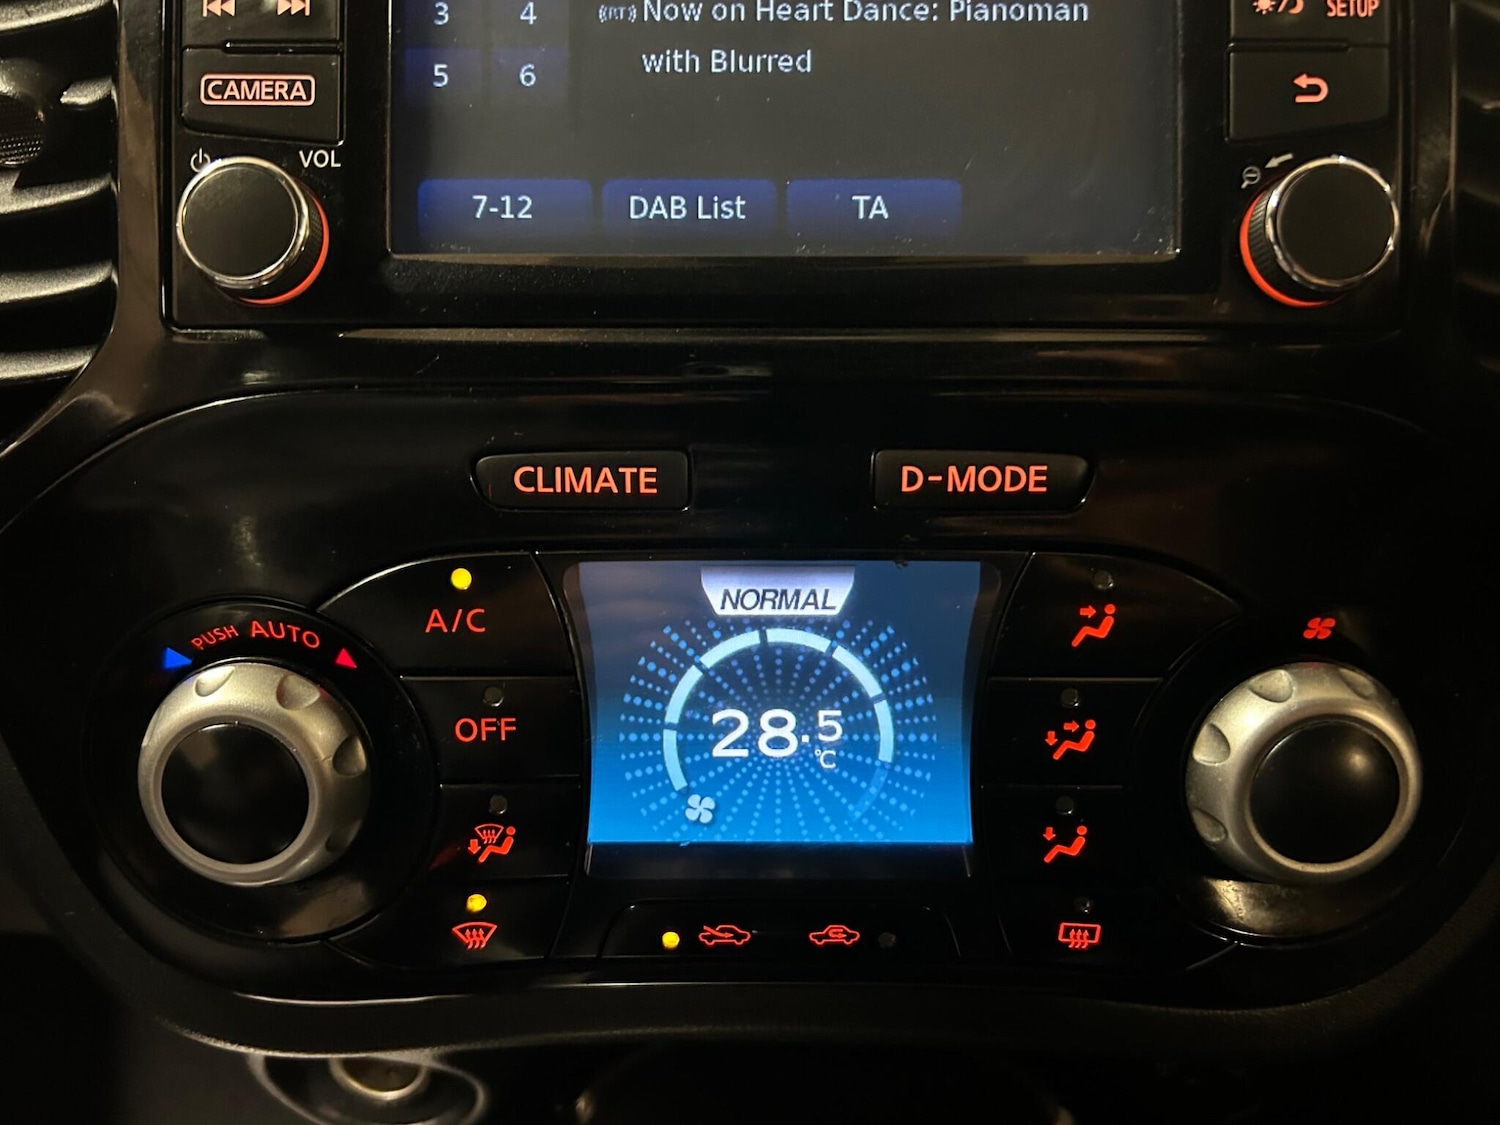 3 4
Now on Heart Dance: Pianoman
SETUP
with Blurred
5 6
CAMERA
VOL
7-12 DAB List TA
CLIMATE D-MODE
NORMAL
A/C
PUSH AUTO
28.5
°C
OFF